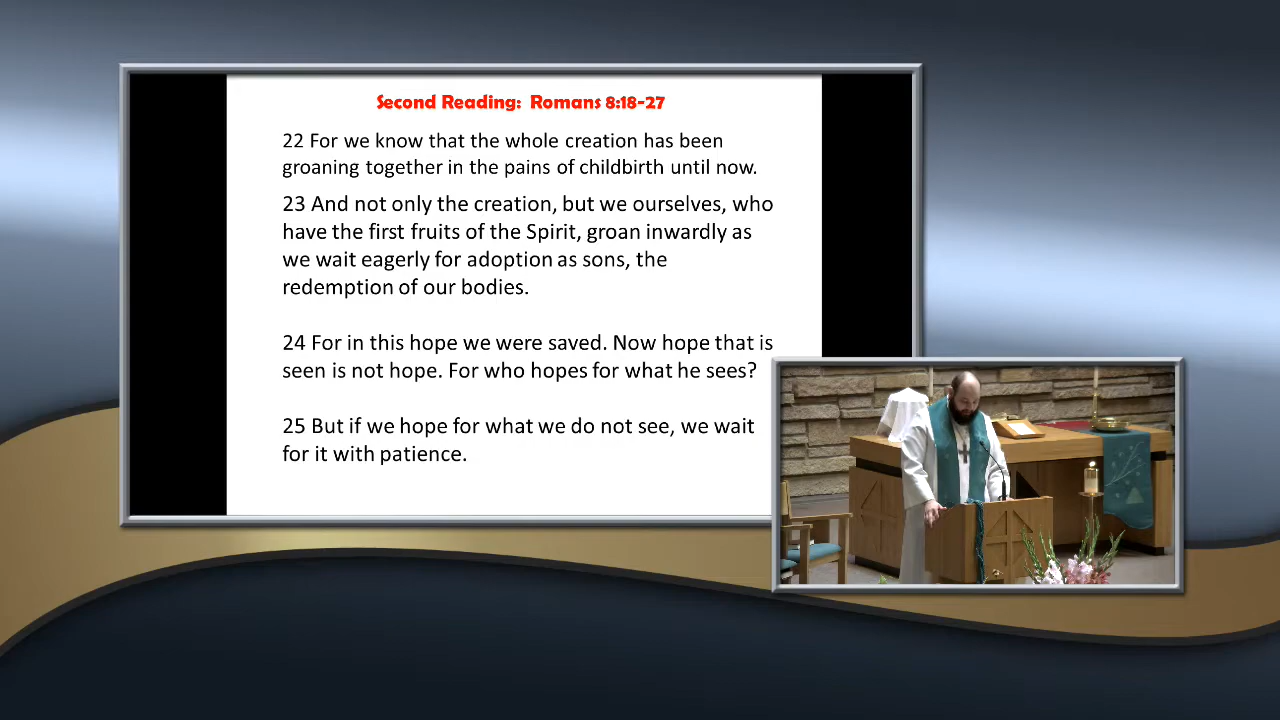 Second Reading: Romans 8:18-27
22 For we know that the whole creation has been
groaning together in the pains of childbirth until now.
23 And not only the creation, but we ourselves, who
have the first fruits of the Spirit, groan inwardly as
we wait eagerly for adoption as sons, the
redemption of our bodies.
24 For in this hope we were saved. Now hope that is
seen is not hope. For who hopes for what he sees?
25 But if we hope for what we do not see, we wait
for it with patience.